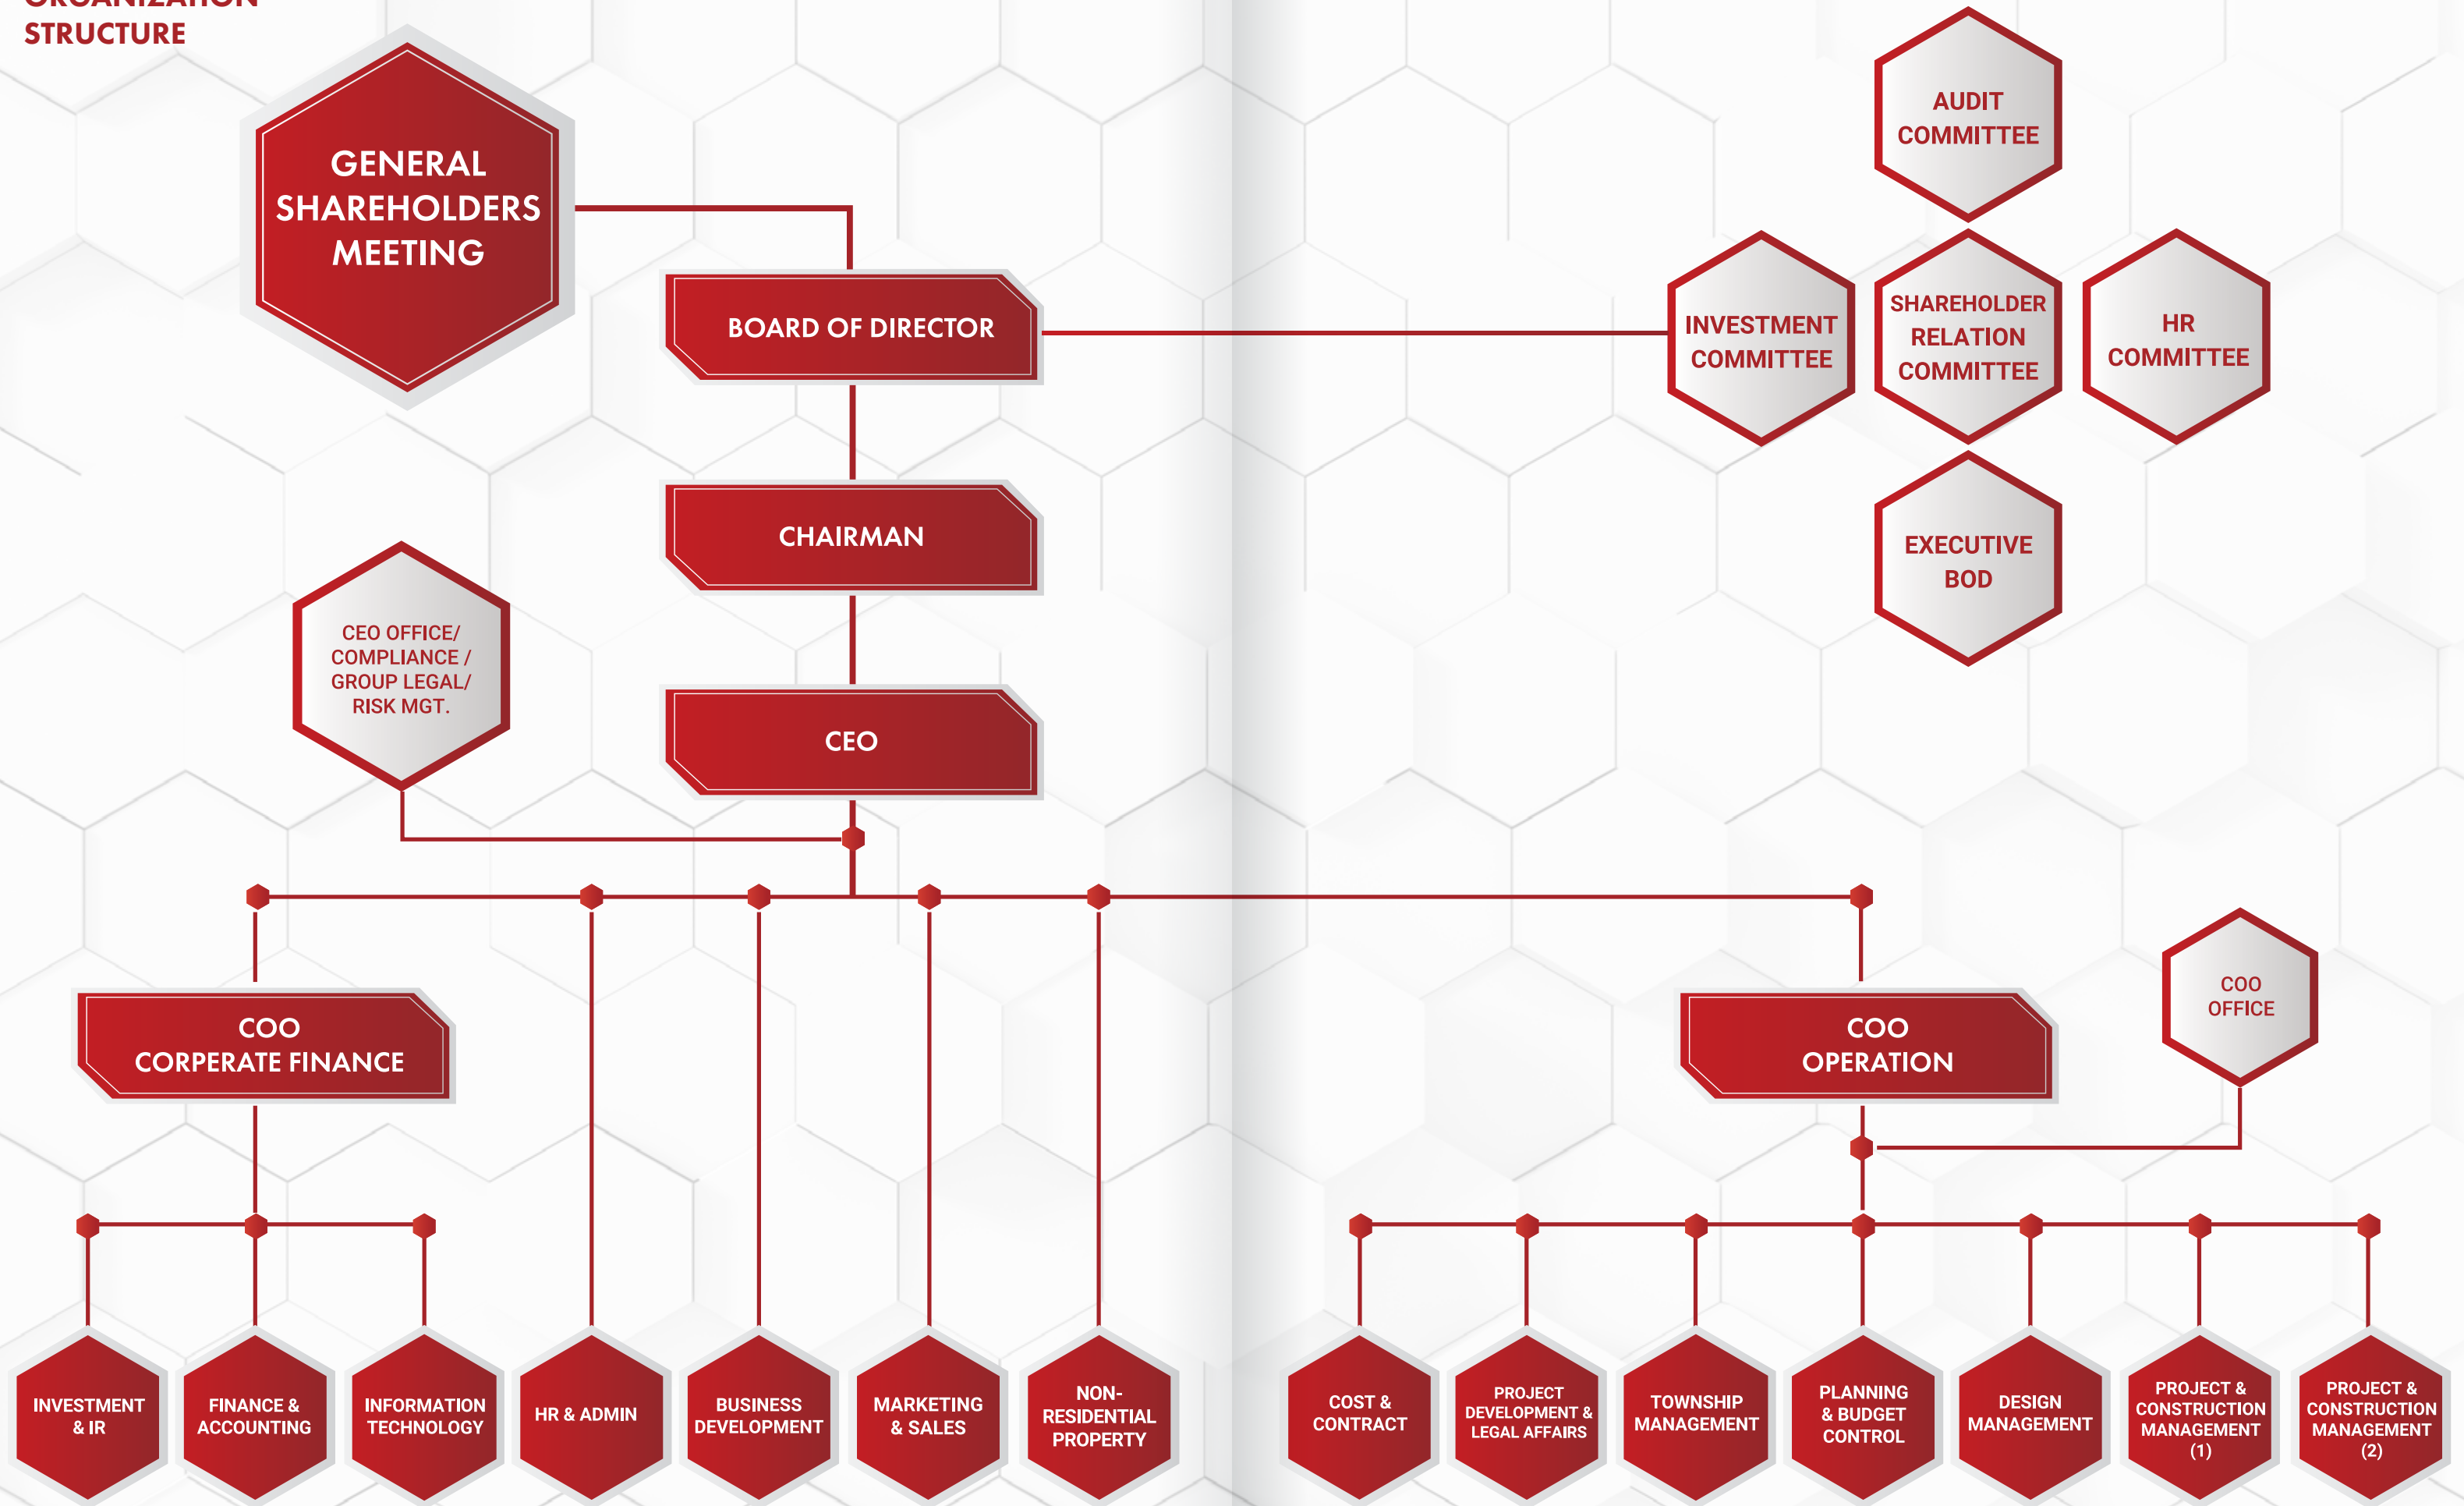 STRUCTURE
GENERAL
SHAREHOLDERS
MEETING
BOARD OF DIRECTOR
CHAIRMAN
CEO
CEO OFFICE/
COMPLIANCE /
GROUP LEGAL/
RISK MGT.
AUDIT
COMMITTEE
INVESTMENT
COMMITTEE
SHAREHOLDER
RELATION
COMMITTEE
HR
COMMITTEE
EXECUTIVE
BOD
COO
CORPERATE FINANCE
COO
OPERATION
COO
OFFICE
INVESTMENT
& IR
FINANCE &
ACCOUNTING
INFORMATION
TECHNOLOGY
HR & ADMIN
BUSINESS
DEVELOPMENT
MARKETING
& SALES
NON-
RESIDENTIAL
PROPERTY
COST &
CONTRACT
PROJECT
DEVELOPMENT &
LEGAL AFFAIRS
TOWNSHIP
MANAGEMENT
PLANNING
& BUDGET
CONTROL
DESIGN
MANAGEMENT
PROJECT &
CONSTRUCTION
MANAGEMENT
(1)
PROJECT &
CONSTRUCTION
MANAGEMENT
(2)